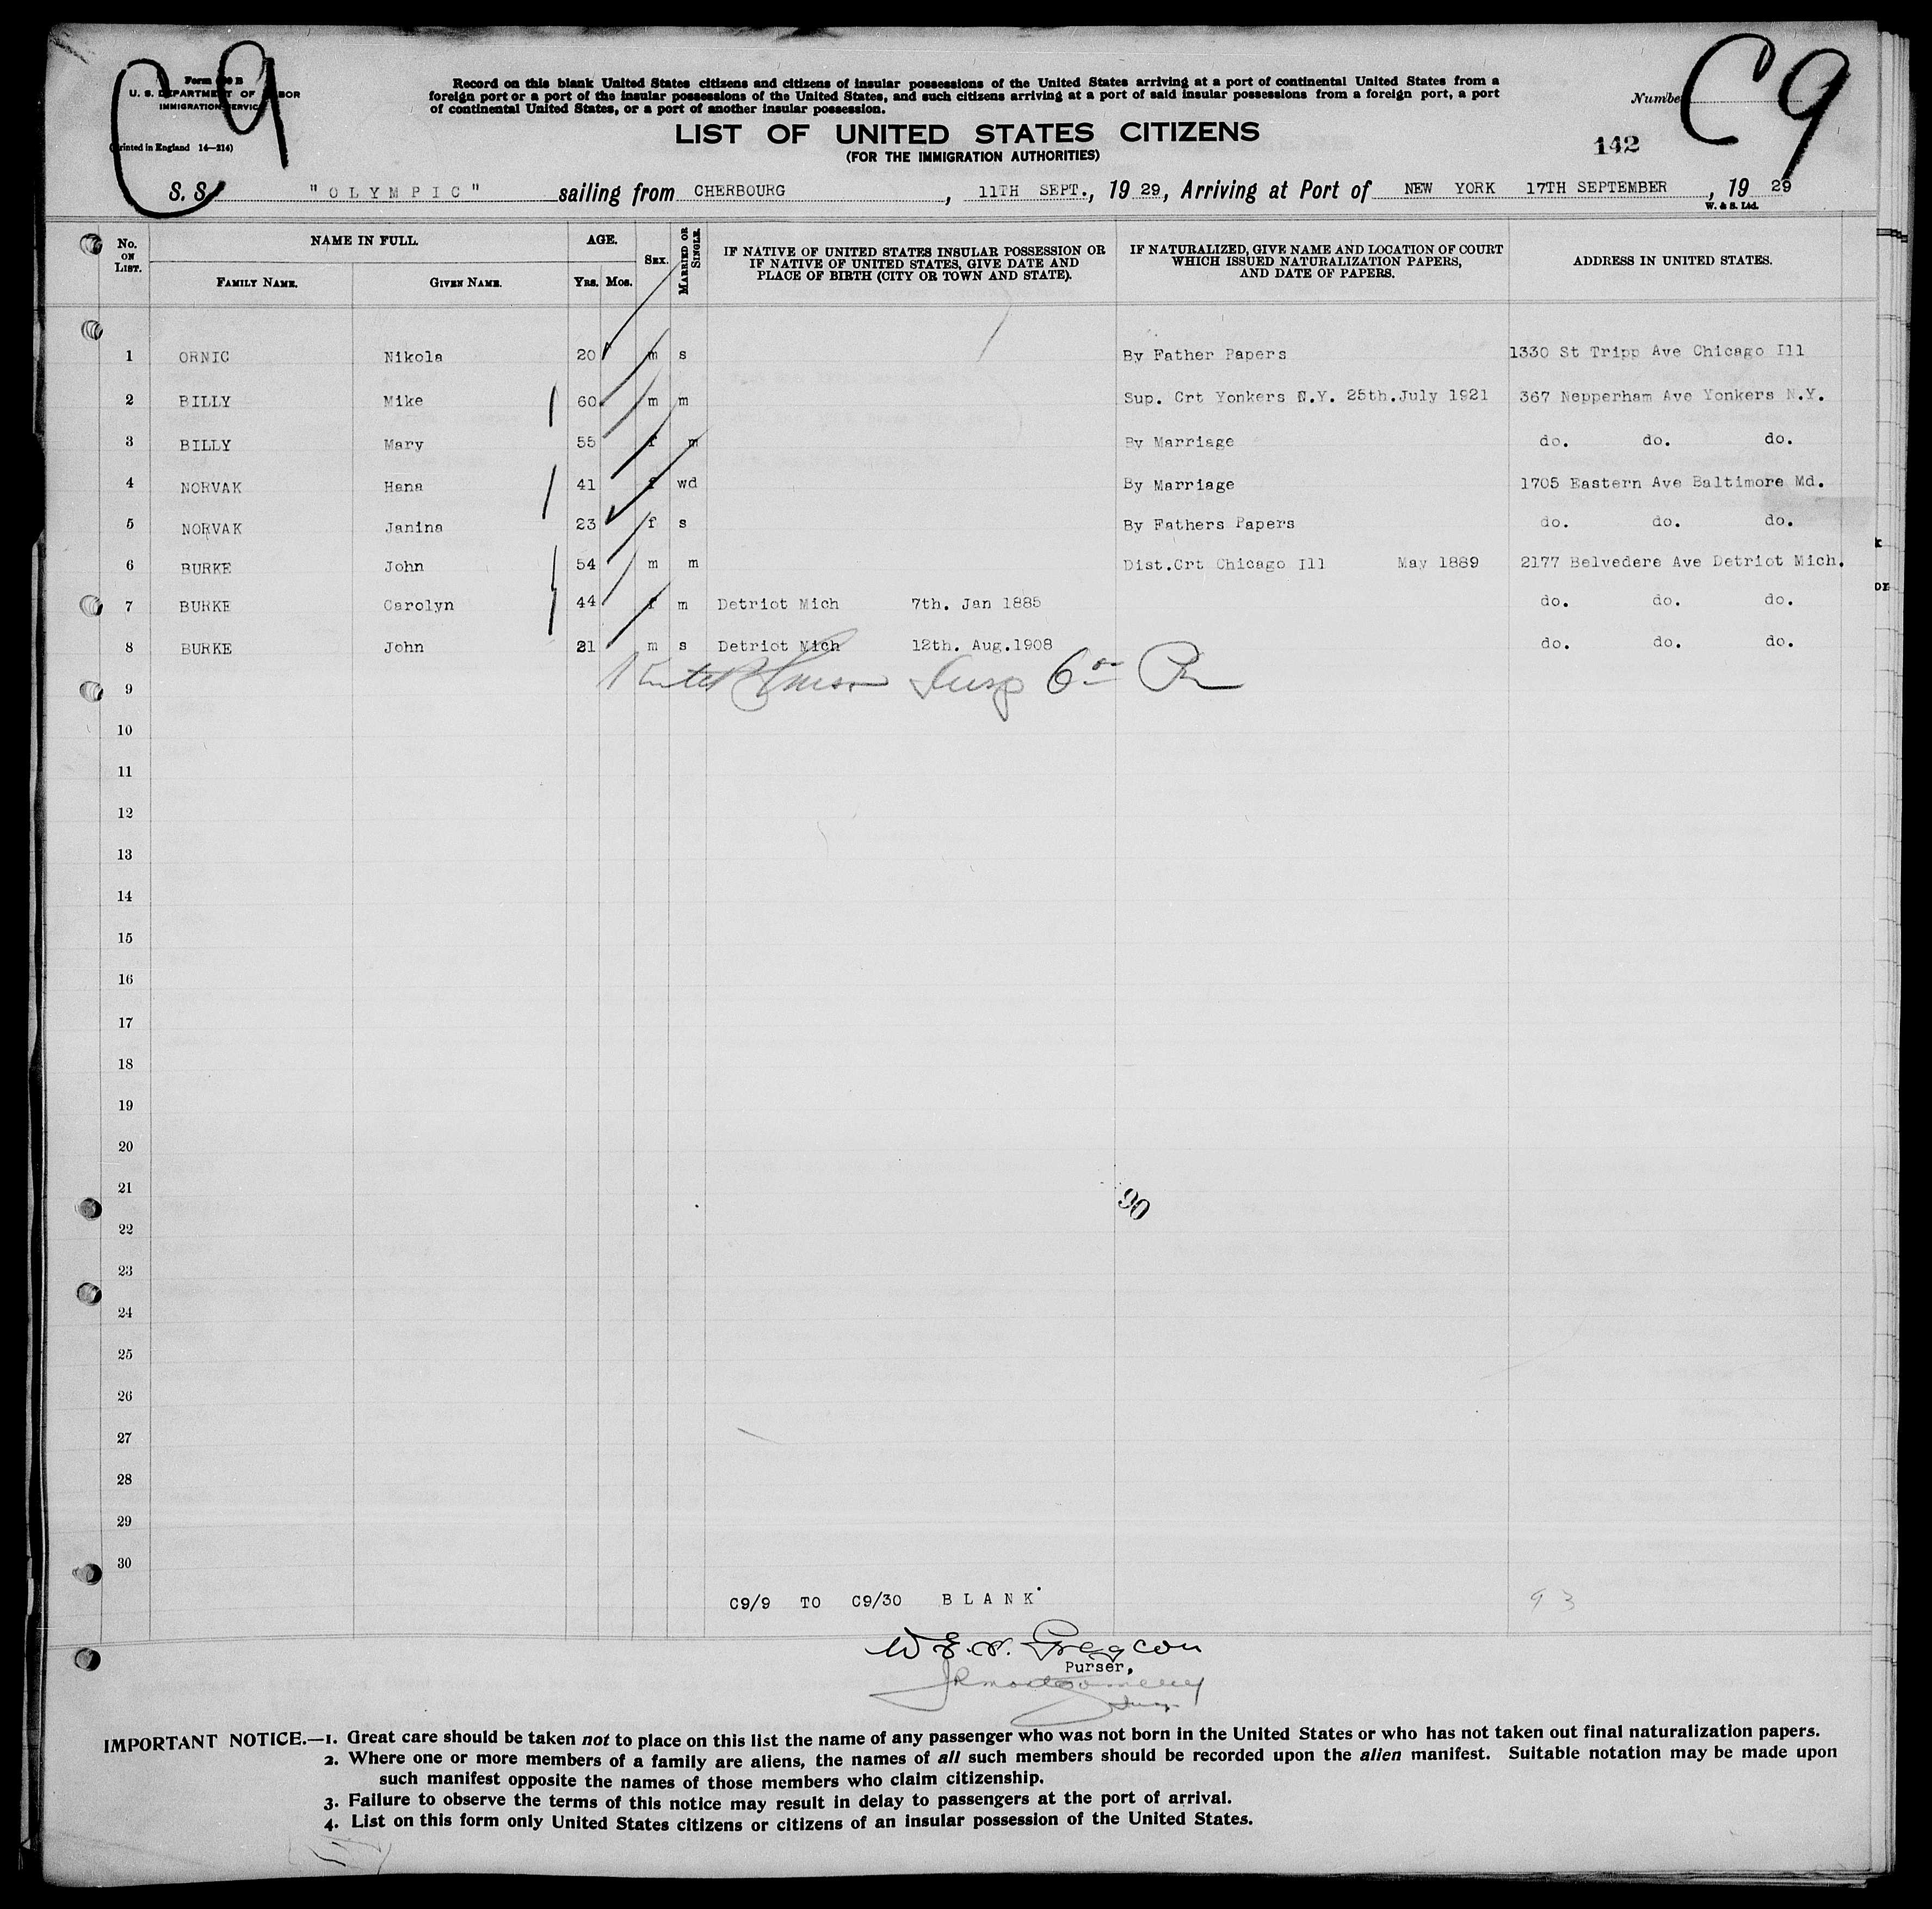 C9
Form 630 B
U. S. DEPARTMENT OF LABOR
IMMIGRATION SERVICE
(Printed in England 14—214)
Record on this blank United States citizens and citizens of insular possessions of the United States arriving at a port of continental United States from a
foreign port or a port of the insular possessions of the United States, and such citizens arriving at a port of said insular possessions from a foreign port, a port
of continental United States, or a port of another insular possession.
Number C9
LIST OF UNITED STATES CITIZENS
(FOR THE IMMIGRATION AUTHORITIES)
142
S. S. "OLYMPIC" sailing from CHERBOURG, 11TH SEPT., 1929, Arriving at Port of NEW YORK 17TH SEPTEMBER, 1929
W. & S. Ltd.
No. ON LIST. NAME IN FULL. AGE. SEX. MARRIED OR SINGLE. IF NATIVE OF UNITED STATES INSULAR POSSESSION OR IF NATIVE OF UNITED STATES, GIVE DATE AND PLACE OF BIRTH (CITY OR TOWN AND STATE). IF NATURALIZED, GIVE NAME AND LOCATION OF COURT WHICH ISSUED NATURALIZATION PAPERS, AND DATE OF PAPERS. ADDRESS IN UNITED STATES.
FAMILY NAME. GIVEN NAME. YRS. MOS.
1 ORNIC Nikola 20 m s By Father Papers 1330 St Tripp Ave Chicago Ill
2 BILLY Mike 60 m m Sup. Crt Yonkers N.Y. 25th.July 1921 367 Nepperham Ave Yonkers N.Y.
3 BILLY Mary 55 f m By Marriage do. do. do.
4 NORVAK Hana 41 f wd By Marriage 1705 Eastern Ave Baltimore Md.
5 NORVAK Janina 23 f s By Fathers Papers do. do. do.
6 BURKE John 54 m m Dist.Crt Chicago Ill May 1889 2177 Belvedere Ave Detriot Mich.
7 BURKE Carolyn 44 f m Detriot Mich 7th. Jan 1885 do. do. do.
8 BURKE John 21 m s Detriot Mich 12th. Aug.1908 do. do. do.
9
10
11
12
13
14
15
16
17
18
19
20
21
90
22
23
24
25
26
27
28
29
30
C9/9 TO C9/30 BLANK
93
Purser,
IMPORTANT NOTICE.—1. Great care should be taken not to place on this list the name of any passenger who was not born in the United States or who has not taken out final naturalization papers.
2. Where one or more members of a family are aliens, the names of all such members should be recorded upon the alien manifest. Suitable notation may be made upon
such manifest opposite the names of those members who claim citizenship.
3. Failure to observe the terms of this notice may result in delay to passengers at the port of arrival.
4. List on this form only United States citizens or citizens of an insular possession of the United States.